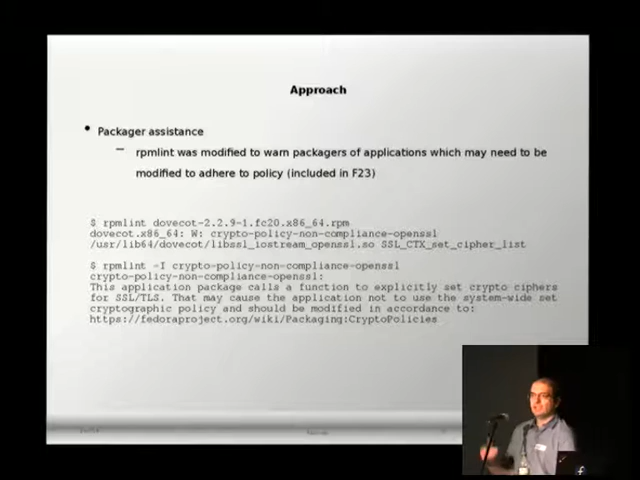 Approach
• Packager assistance
– rpmlint was modified to warn packagers of applications which may need to be
modified to adhere to policy (included in F23)
$ rpmlint dovecot-2.2.9-1.fc20.x86_64.rpm
dovecot.x86_64: W: crypto-policy-non-compliance-openssl
/usr/lib64/dovecot/libssl_iostream_openssl.so SSL_CTX_set_cipher_list
$ rpmlint -I crypto-policy-non-compliance-openssl
crypto-policy-non-compliance-openssl:
This application package calls a function to explicitly set crypto ciphers
for SSL/TLS. That may cause the application not to use the system-wide set
cryptographic policy and should be modified in accordance to:
https://fedoraproject.org/wiki/Packaging:CryptoPolicies